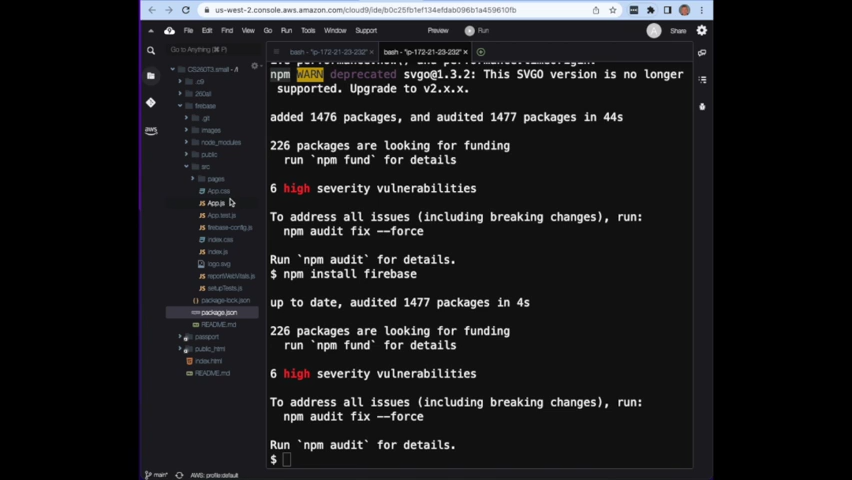 us-west-2.console.aws.amazon.com/cloud9/ide/b0c25fb1ef134efdab096b1a459610fb
File Edit Find View Go Run Tools Window Support Preview Run Share
Go to Anything (⌘-P)
bash - "ip-172-21-23-232" × bash - "ip-172-21-23-232" ×
.c9
260all
firebase
.git
images
node_modules
public
src
pages
App.css
App.js
App.test.js
firebase-config.js
index.css
index.js
logo.svg
reportWebVitals.js
setupTests.js
package-lock.json
package.json
README.md
passport
public_html
index.html
README.md
npm WARN deprecated svgo@1.3.2: This SVGO version is no longer
supported. Upgrade to v2.x.x.
added 1476 packages, and audited 1477 packages in 44s
226 packages are looking for funding
run `npm fund` for details
6 high severity vulnerabilities
To address all issues (including breaking changes), run:
npm audit fix --force
Run `npm audit` for details.
$ npm install firebase
up to date, audited 1477 packages in 4s
226 packages are looking for funding
run `npm fund` for details
6 high severity vulnerabilities
To address all issues (including breaking changes), run:
npm audit fix --force
Run `npm audit` for details.
$
main* AWS: profile:default